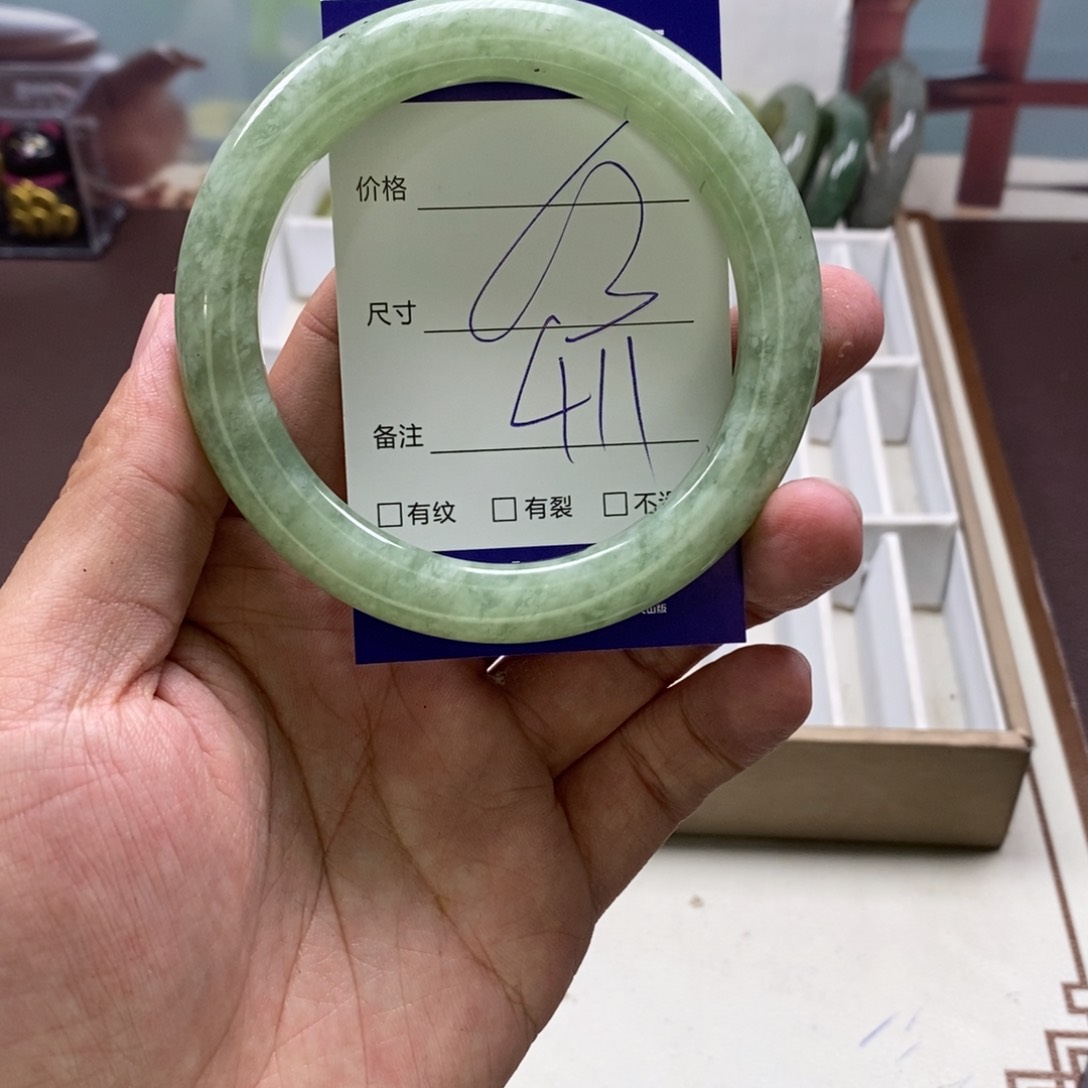 价格
尺寸
411
备注
□有纹 □有裂 □不